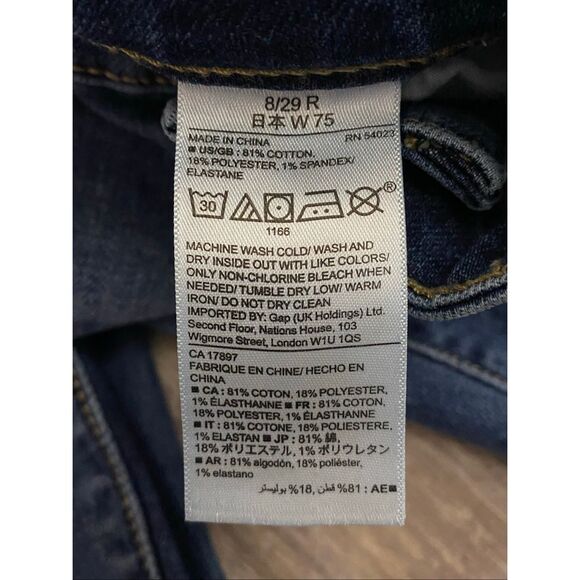 8/29 R
日本 W 75
MADE IN CHINA RN 54023
■ US/GB : 81% COTTON,
18% POLYESTER, 1% SPANDEX/
ELASTANE
30
®
1166
MACHINE WASH COLD/ WASH AND
DRY INSIDE OUT WITH LIKE COLORS/
ONLY NON-CHLORINE BLEACH WHEN
NEEDED/ TUMBLE DRY LOW/ WARM
IRON/ DO NOT DRY CLEAN
IMPORTED BY: Gap (UK Holdings) Ltd.
Second Floor, Nations House, 103
Wigmore Street, London W1U 1QS
CA 17897
FABRIQUE EN CHINE/ HECHO EN
CHINA
■ CA : 81% COTON, 18% POLYESTER,
1% ÉLASTHANNE ■ FR : 81% COTON,
18% POLYESTER, 1% ÉLASTHANNE
■ IT : 81% COTONE, 18% POLIESTERE,
1% ELASTAN ■ JP : 81% 綿,
18% ポリエステル, 1% ポリウレタン
■ AR : 81% algodón, 18% poliéster,
1% elastano
■ AE : 81% قطن, 18% بوليستر,